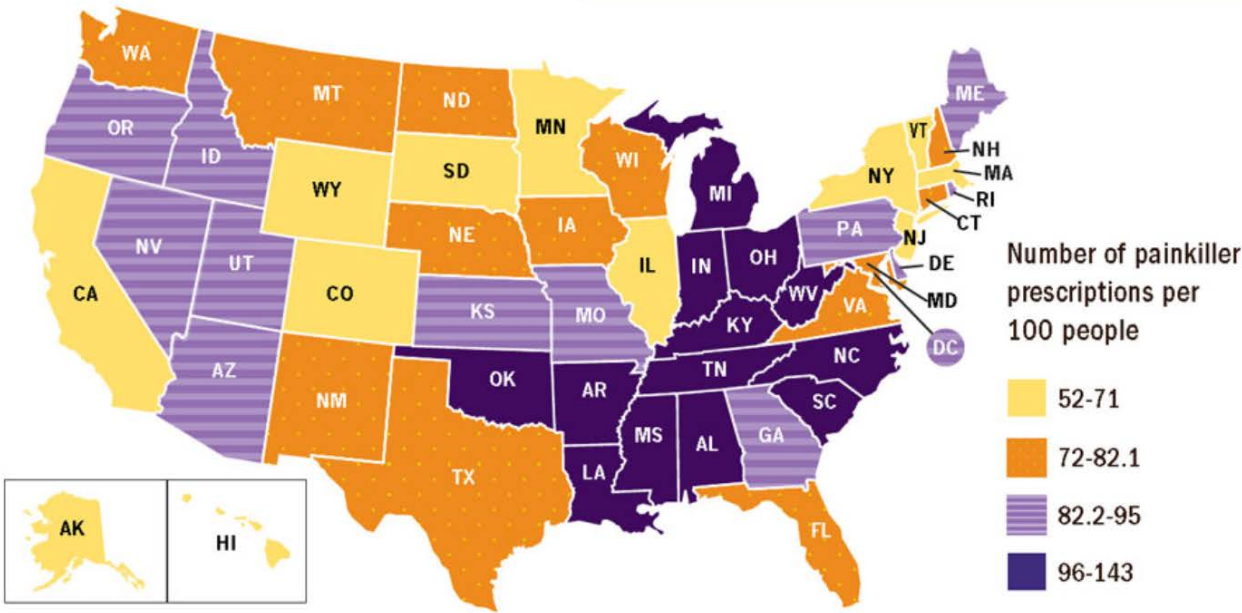 WA
MT
ND
MN
OR
ID
WY
SD
WI
MI
ME
VT
NH
NY
MA
RI
CT
NV
UT
CO
NE
IA
IL
IN
OH
PA
NJ
DE
MD
CA
KS
MO
KY
WV
VA
DC
AZ
NM
OK
AR
TN
NC
SC
TX
LA
MS
AL
GA
FL
AK
HI
Number of painkiller
prescriptions per
100 people
52-71
72-82.1
82.2-95
96-143